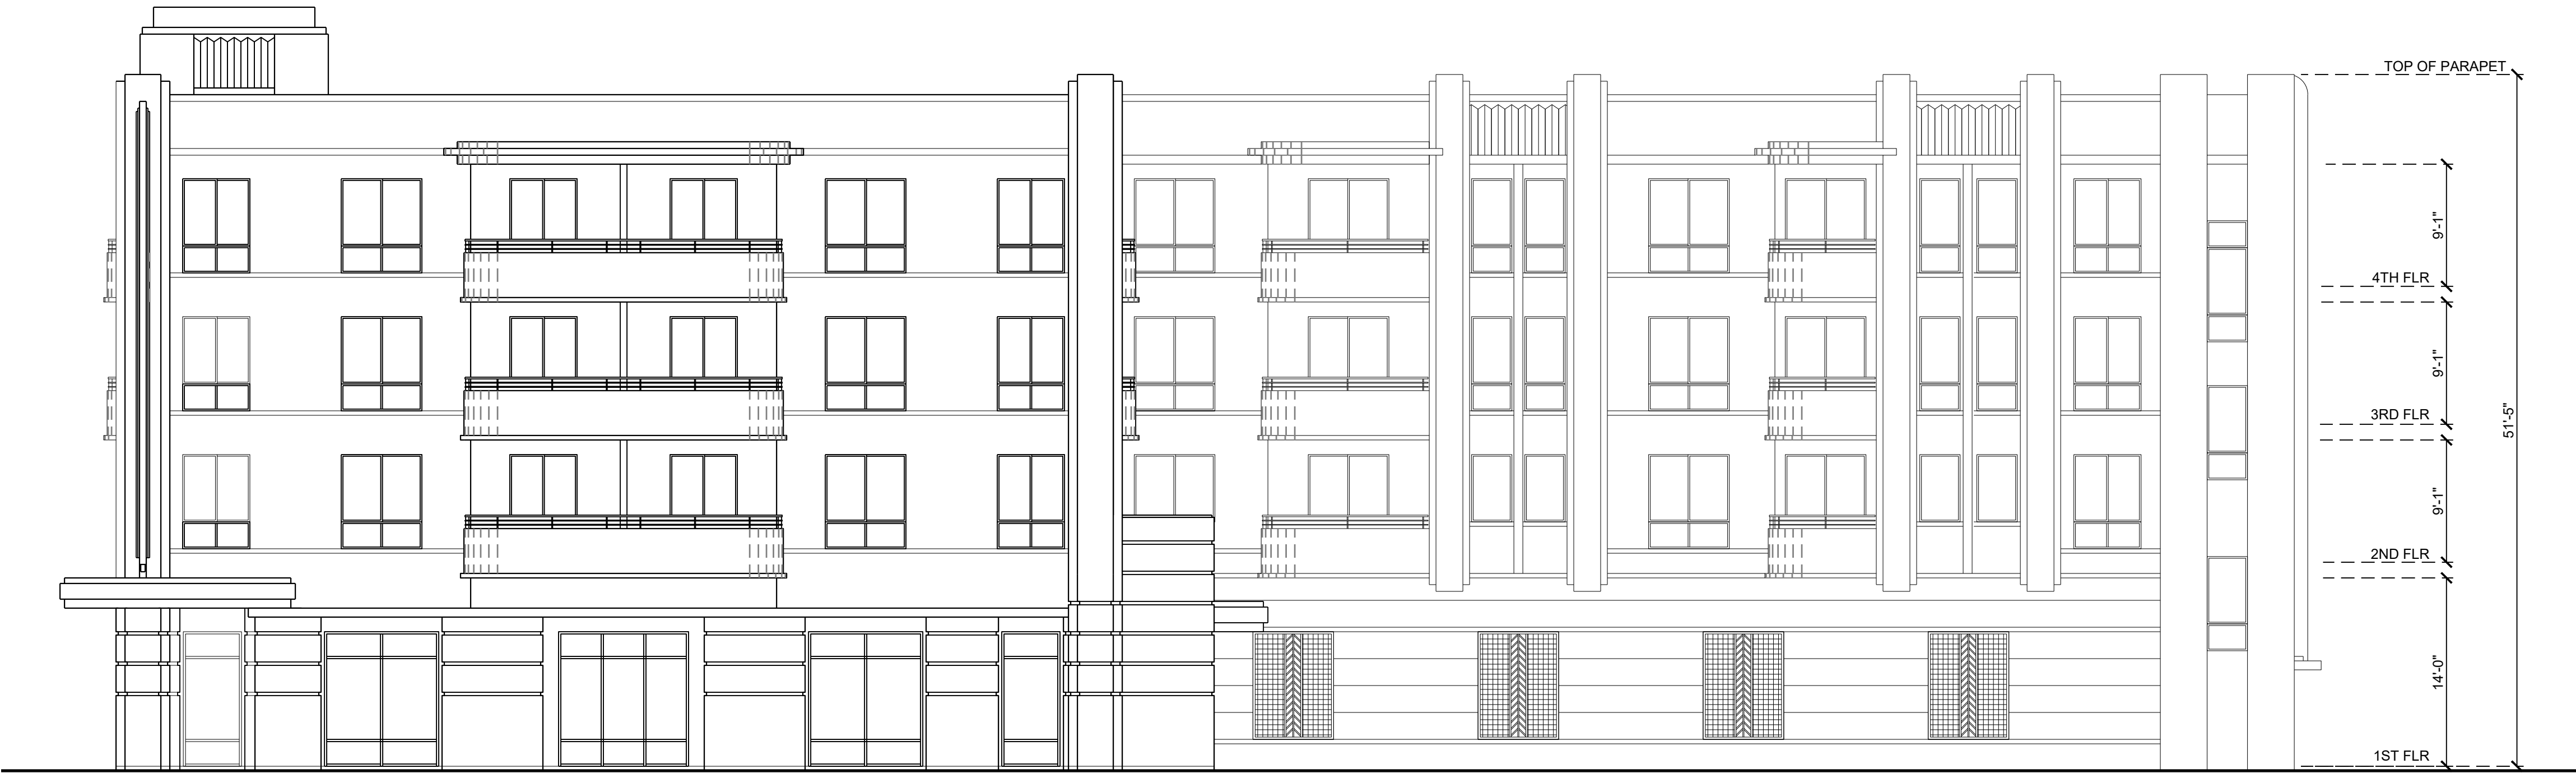 TOP OF PARAPET
9'-1"
4TH FLR
9'-1"
3RD FLR
51'-5"
9'-1"
2ND FLR
14'-0"
1ST FLR